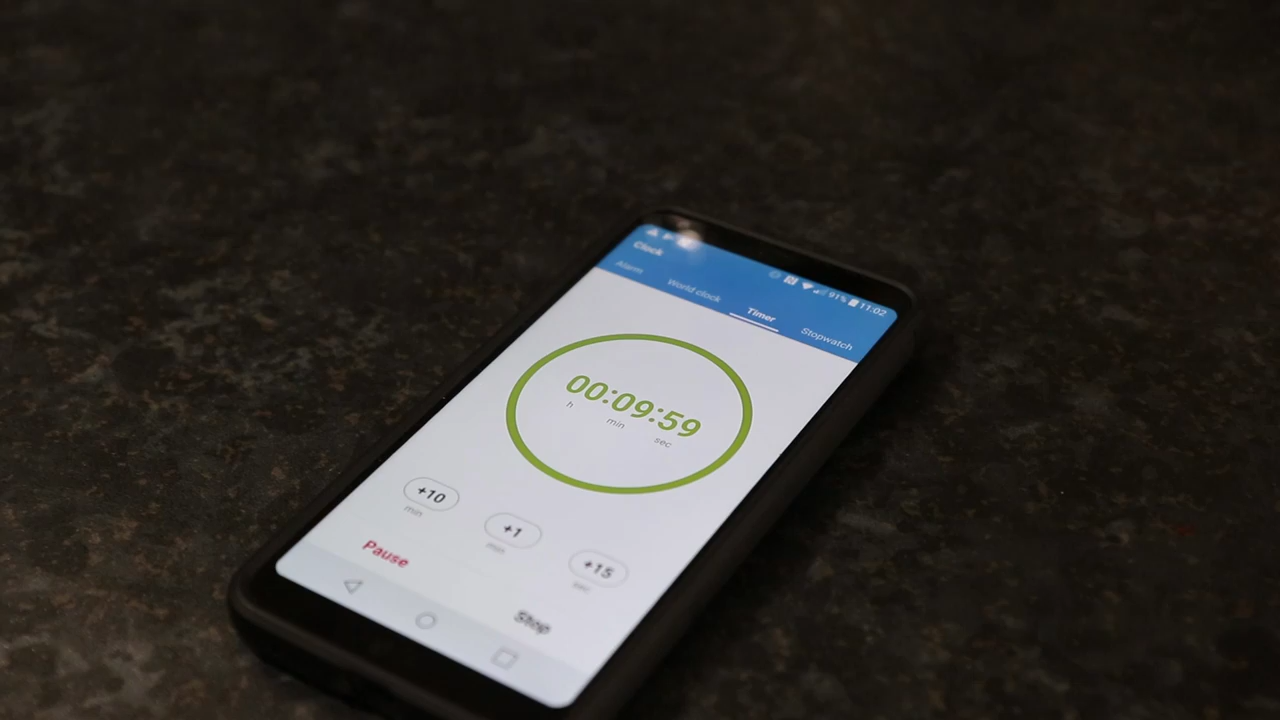 91% 11:02
Clock
Alarm World clock Timer Stopwatch
00:09:59
h min sec
+10 +1 +15
min min sec
Pause Stop